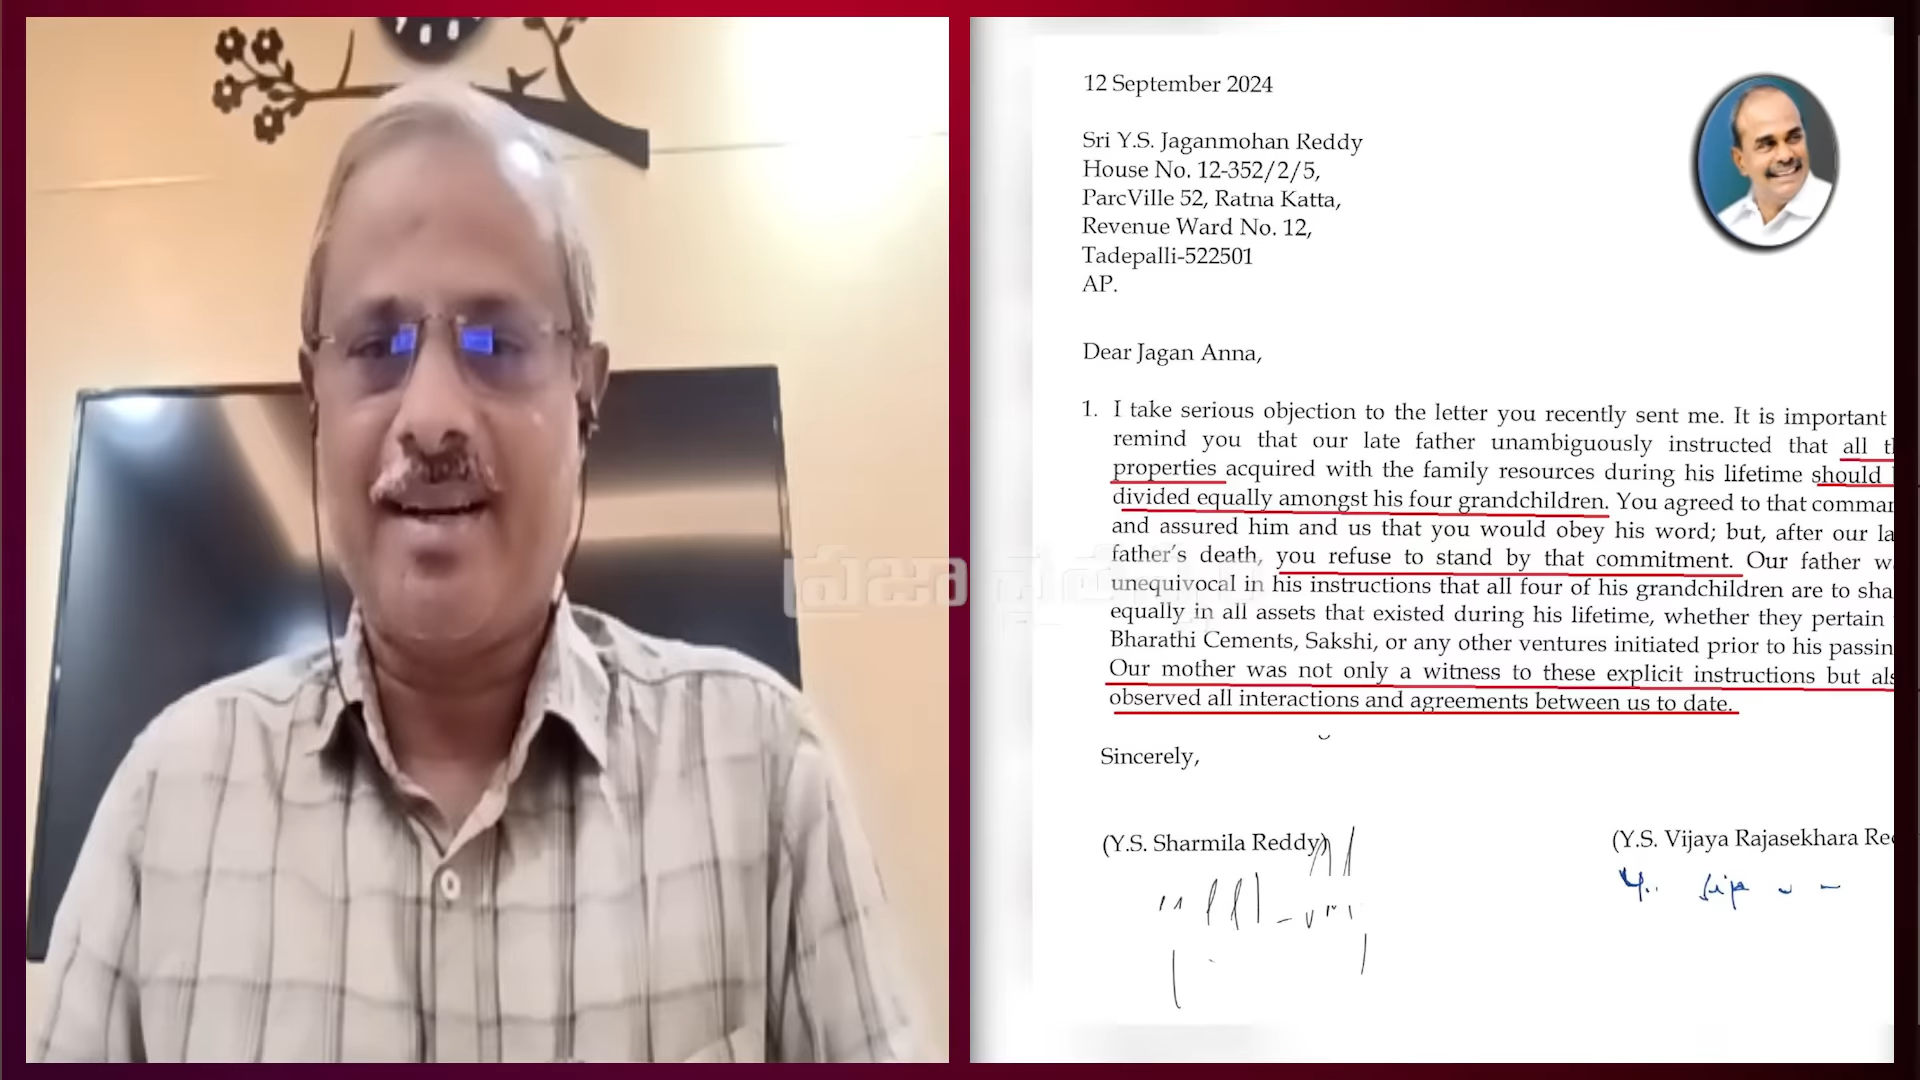 12 September 2024
Sri Y.S. Jaganmohan Reddy
House No. 12-352/2/5,
ParcVille 52, Ratna Katta,
Revenue Ward No. 12,
Tadepalli-522501
AP.
Dear Jagan Anna,
1. I take serious objection to the letter you recently sent me. It is important
remind you that our late father unambiguously instructed that all
properties acquired with the family resources during his lifetime should
divided equally amongst his four grandchildren. You agreed to that
and assured him and us that you would obey his word; but, after our
father's death, you refuse to stand by that commitment. Our father
unequivocal in his instructions that all four of his grandchildren are to
equally in all assets that existed during his lifetime, whether they pertain
Bharathi Cements, Sakshi, or any other ventures initiated prior to his
Our mother was not only a witness to these explicit instructions but
observed all interactions and agreements between us to date.
Sincerely,
(Y.S. Sharmila Reddy)
(Y.S. Vijaya Rajasekhara
ప్రజా